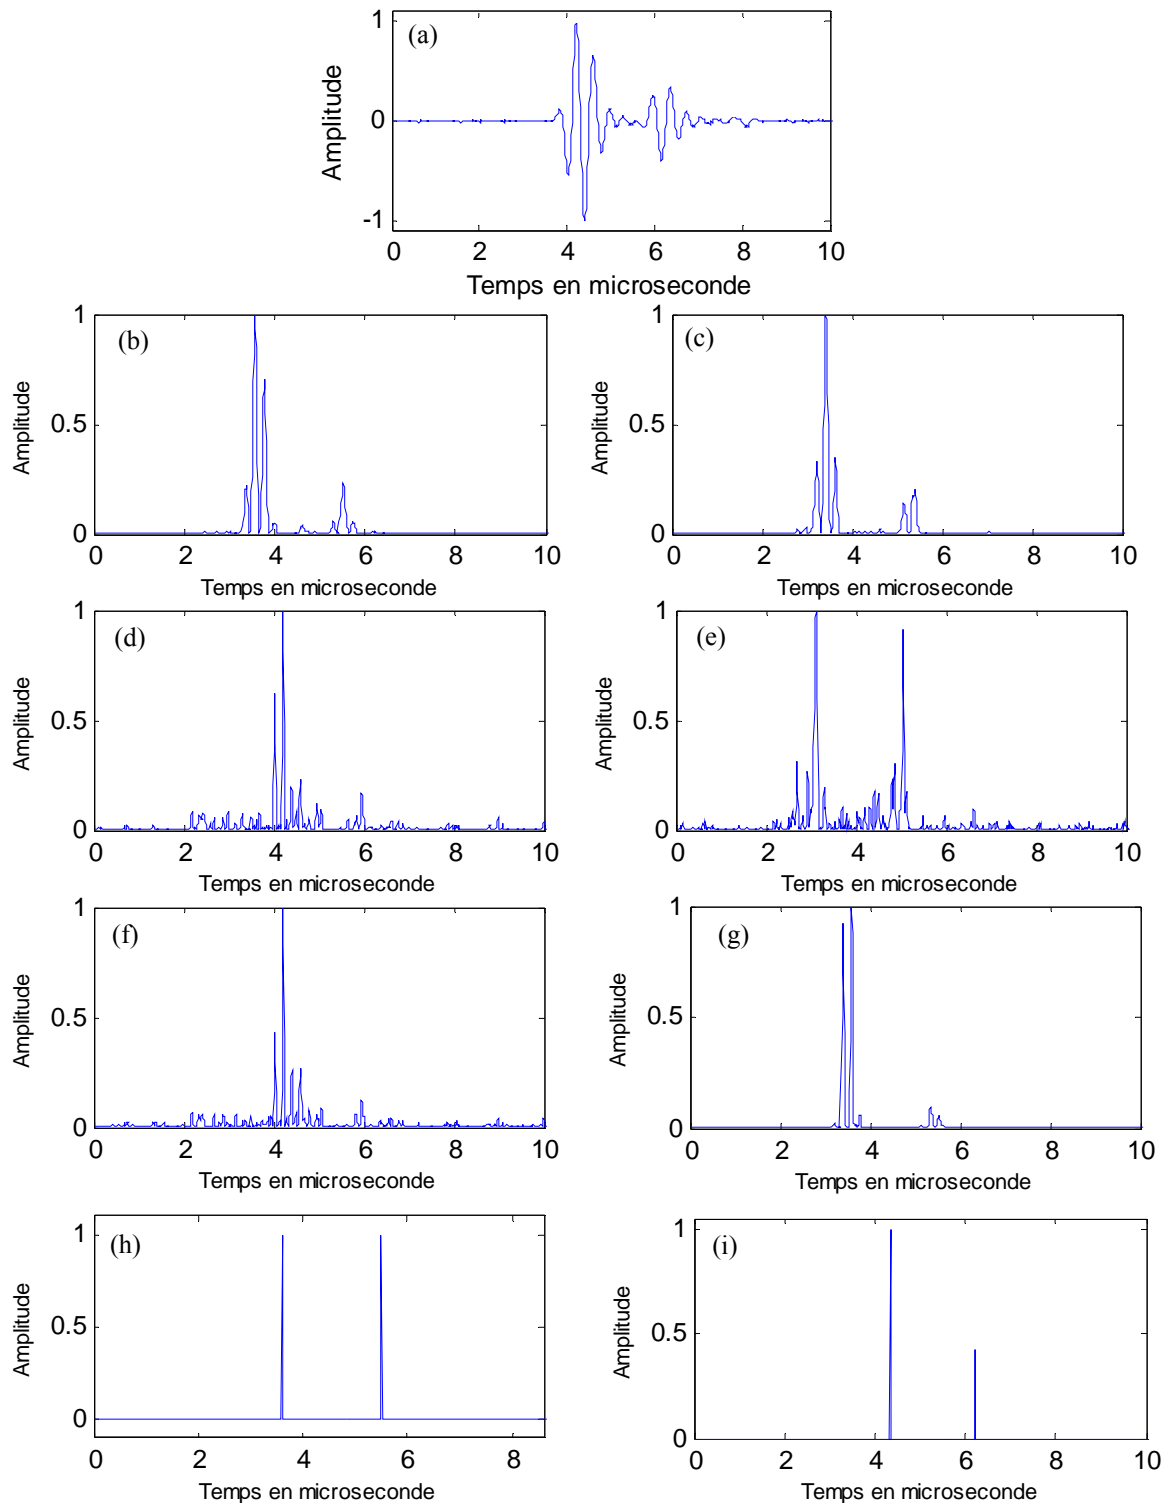 (a)
Amplitude
1
0
-1
0 2 4 6 8 10
Temps en microseconde
(b)
Amplitude
1
0.5
0
0 2 4 6 8 10
Temps en microseconde
(c)
Amplitude
1
0.5
0
0 2 4 6 8 10
Temps en microseconde
(d)
Amplitude
1
0.5
0
0 2 4 6 8 10
Temps en microseconde
(e)
Amplitude
1
0.5
0
0 2 4 6 8 10
Temps en microseconde
(f)
Amplitude
1
0.5
0
0 2 4 6 8 10
Temps en microseconde
(g)
Amplitude
1
0.5
0
0 2 4 6 8 10
Temps en microseconde
(h)
Amplitude
1
0.5
0
0 2 4 6 8
Temps en microseconde
(i)
Amplitude
1
0.5
0
0 2 4 6 8 10
Temps en microseconde